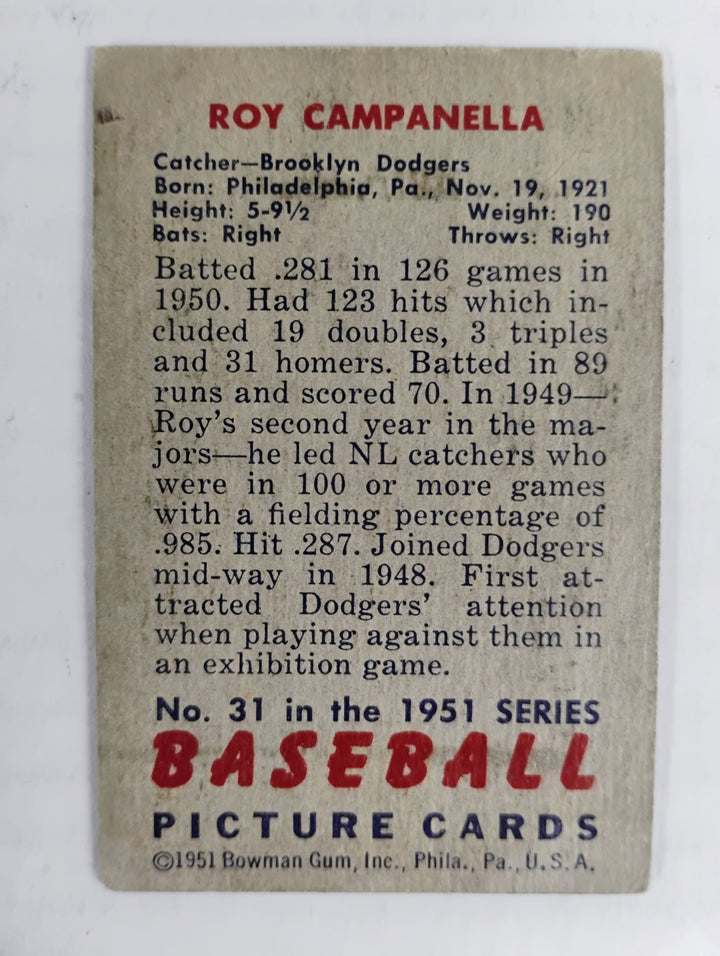 ROY CAMPANELLA
Catcher—Brooklyn Dodgers
Born: Philadelphia, Pa., Nov. 19, 1921
Height: 5-9½ Weight: 190
Bats: Right Throws: Right
Batted .281 in 126 games in
1950. Had 123 hits which in-
cluded 19 doubles, 3 triples
and 31 homers. Batted in 89
runs and scored 70. In 1949—
Roy's second year in the ma-
jors—he led NL catchers who
were in 100 or more games
with a fielding percentage of
.985. Hit .287. Joined Dodgers
mid-way in 1948. First at-
tracted Dodgers' attention
when playing against them in
an exhibition game.
No. 31 in the 1951 SERIES
BASEBALL
PICTURE CARDS
©1951 Bowman Gum, Inc., Phila., Pa., U.S.A.